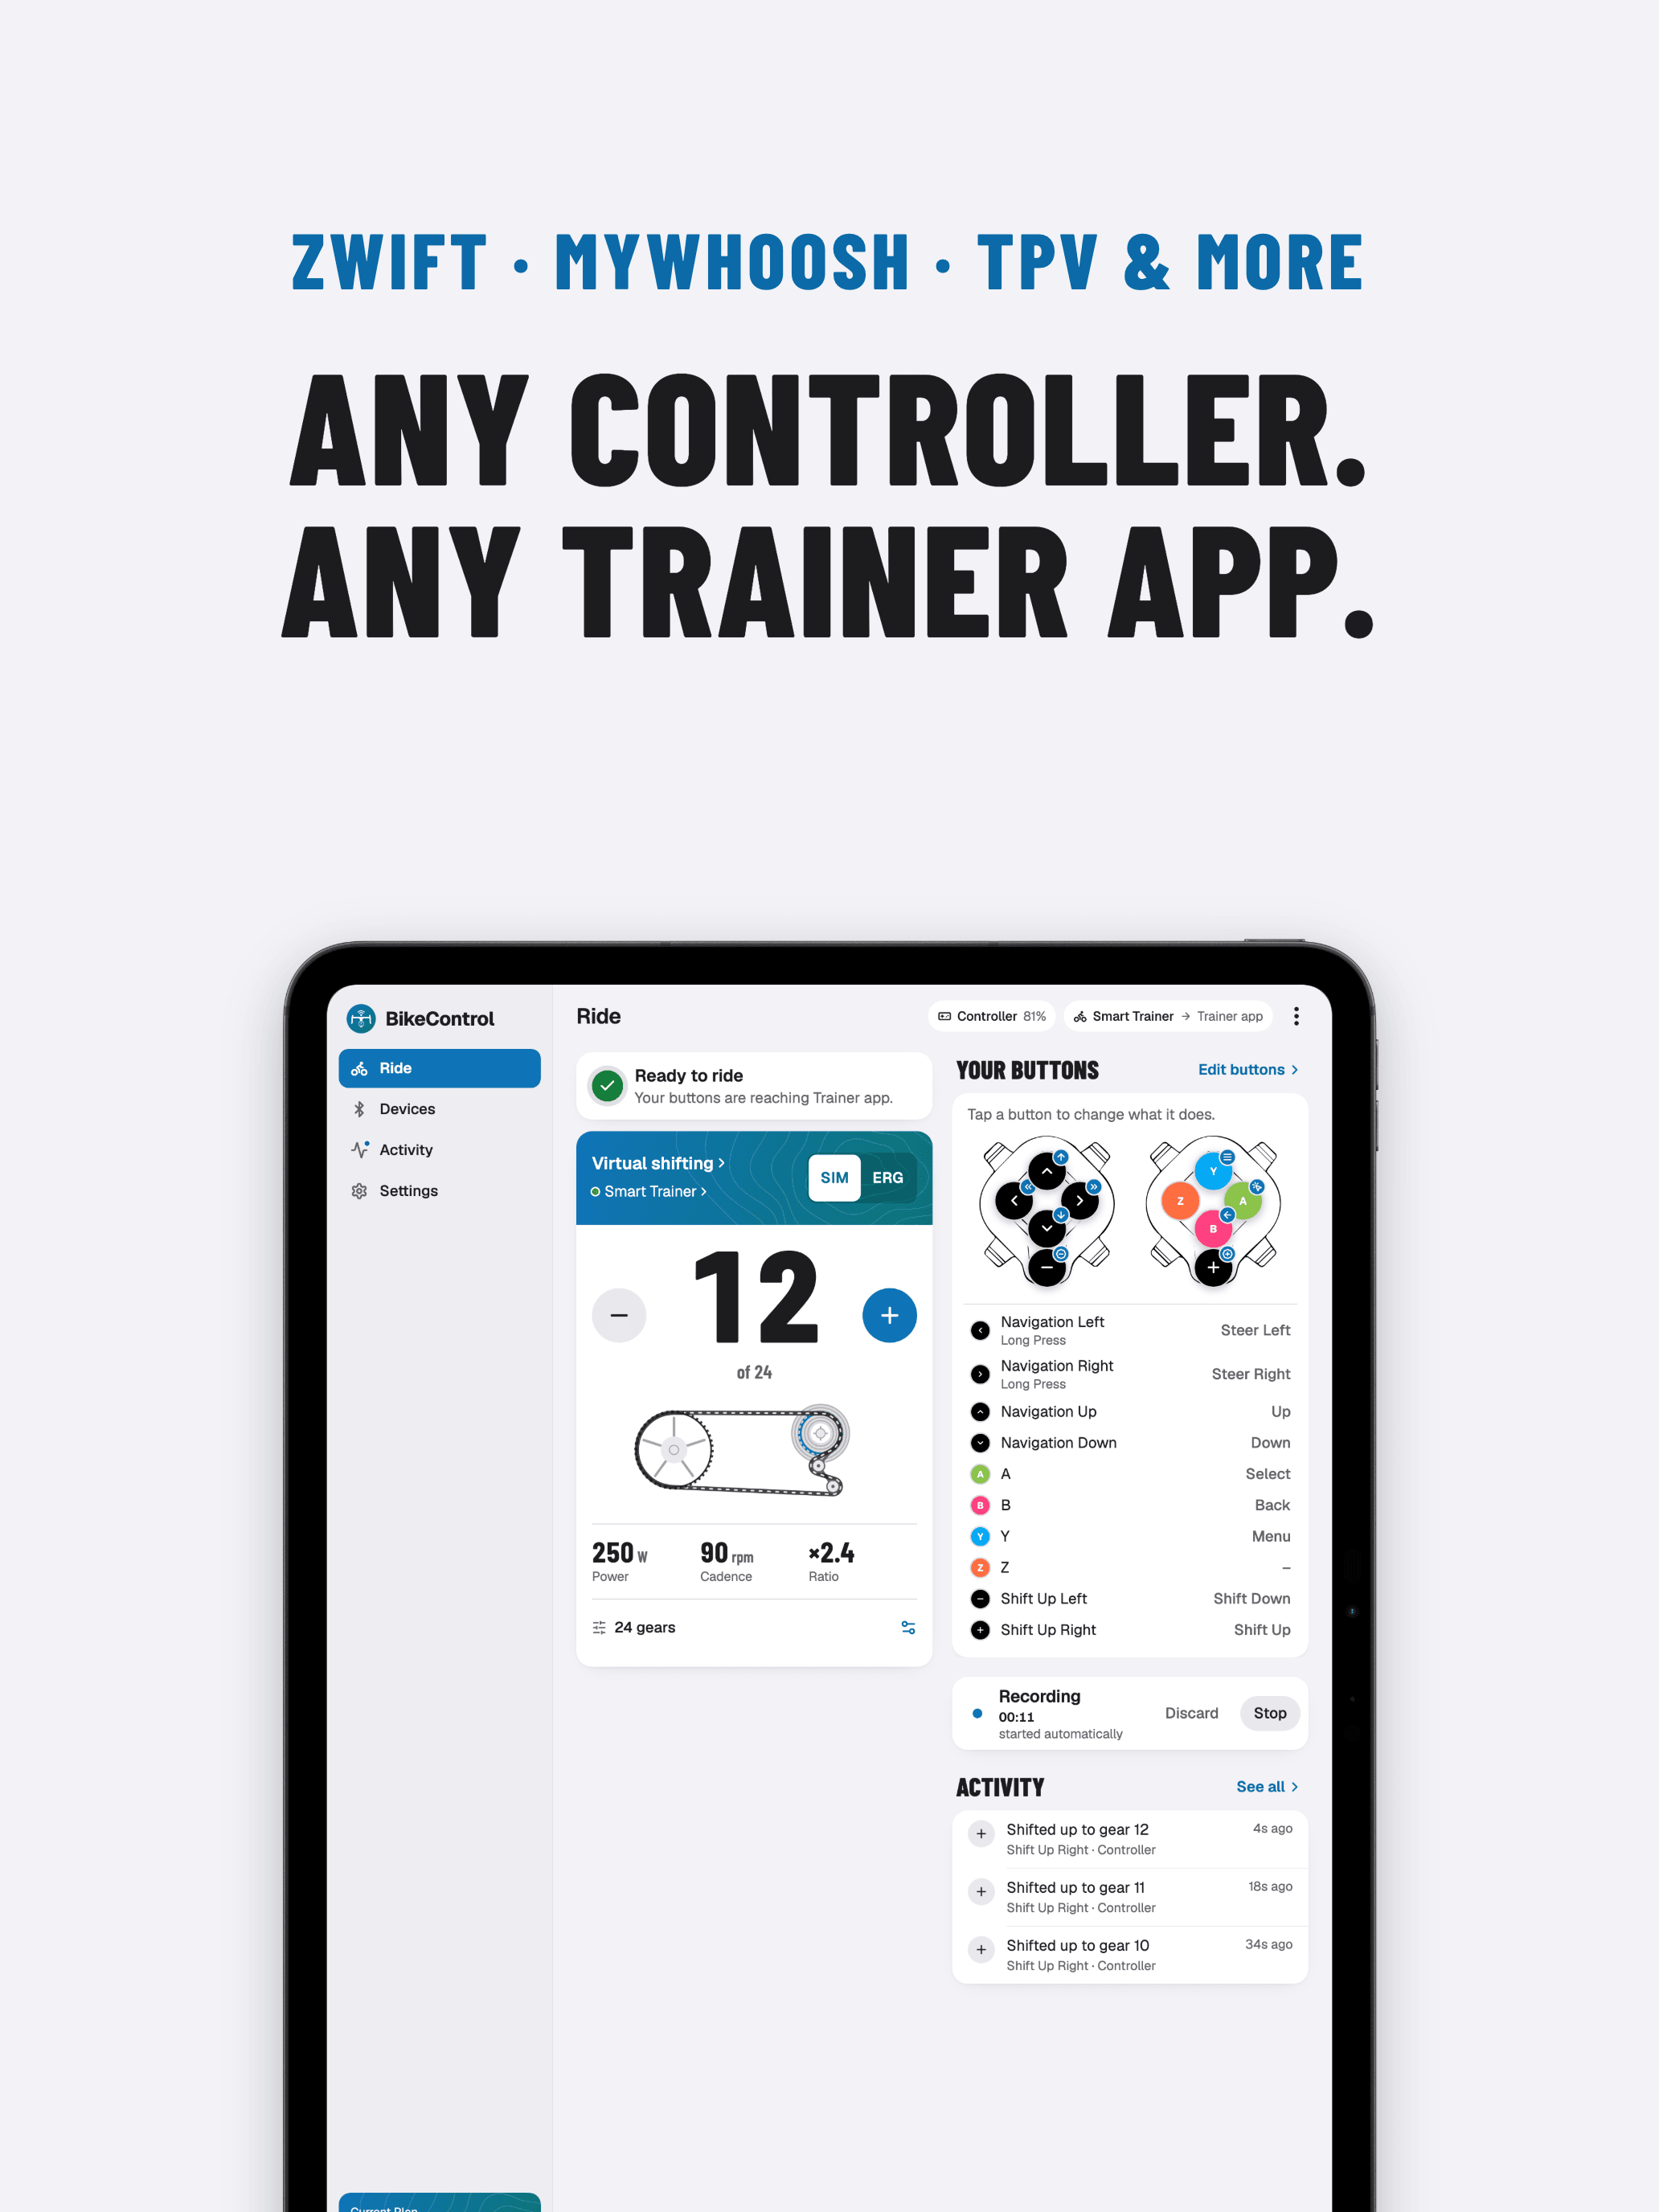 ZWIFT · MYWHOOSH · TPV & MORE
ANY CONTROLLER.
ANY TRAINER APP.
BikeControl
Ride
Devices
Activity
Settings
Current Plan
Ride
Controller 81%
Smart Trainer → Trainer app
Ready to ride
Your buttons are reaching Trainer app.
Virtual shifting >
Smart Trainer >
SIM
ERG
−
12
+
of 24
250 W
Power
90 rpm
Cadence
×2.4
Ratio
24 gears
YOUR BUTTONS
Edit buttons >
Tap a button to change what it does.
Y
Z
A
B
−
+
Navigation Left
Long Press
Steer Left
Navigation Right
Long Press
Steer Right
Navigation Up
Up
Navigation Down
Down
A A
Select
B B
Back
Y Y
Menu
Z Z
–
− Shift Up Left
Shift Down
+ Shift Up Right
Shift Up
Recording
00:11
started automatically
Discard
Stop
ACTIVITY
See all >
+ Shifted up to gear 12
4s ago
Shift Up Right · Controller
+ Shifted up to gear 11
18s ago
Shift Up Right · Controller
+ Shifted up to gear 10
34s ago
Shift Up Right · Controller